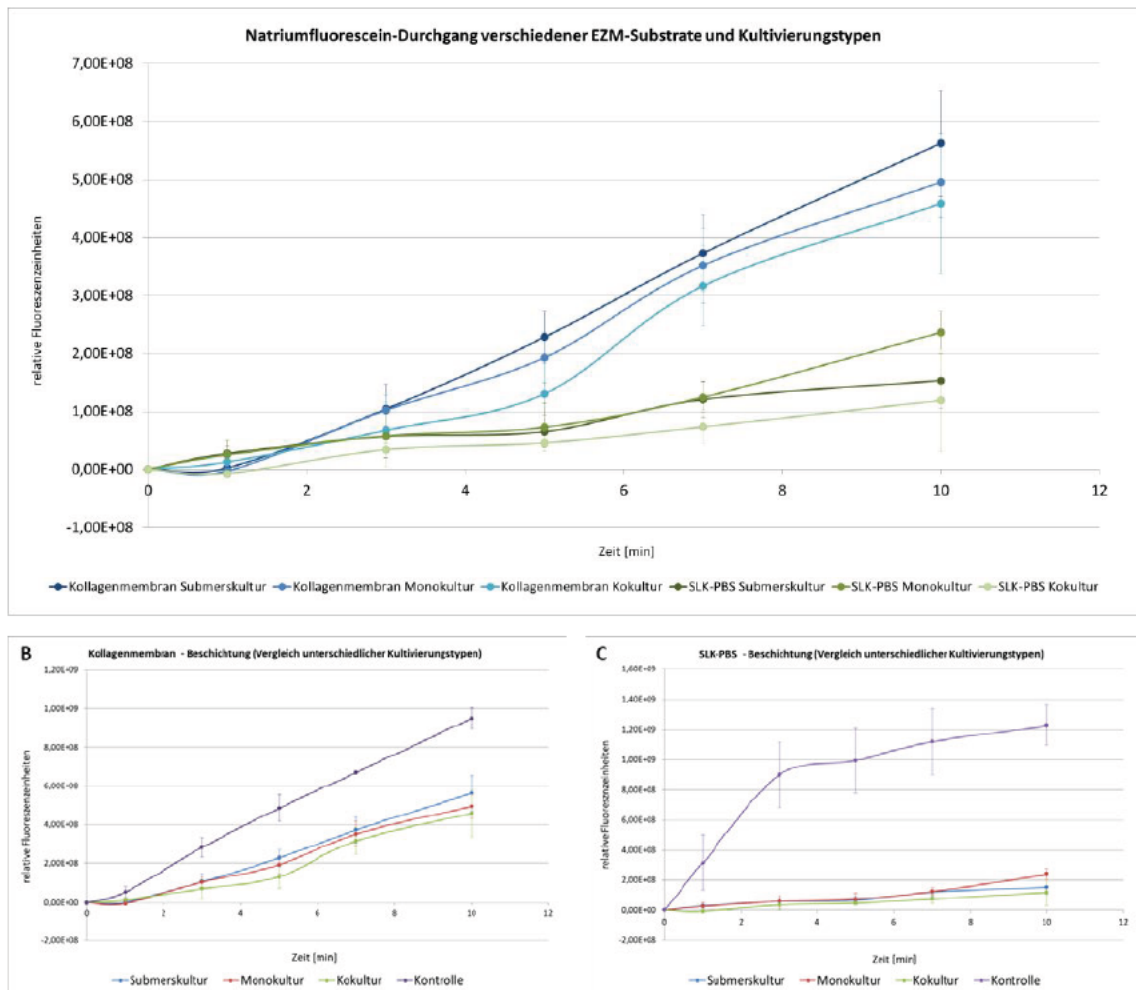 Natriumfluorescein-Durchgang verschiedener EZM-Substrate und Kultivierungstypen
7,00E+08
6,00E+08
5,00E+08
4,00E+08
3,00E+08
2,00E+08
1,00E+08
0,00E+00
-1,00E+08
relative Fluoreszenzeinheiten
0 2 4 6 8 10 12
Zeit [min]
Kollagenmembran Submerskultur Kollagenmembran Monokultur Kollagenmembran Kokultur SLK-PBS Submerskultur SLK-PBS Monokultur SLK-PBS Kokultur
B
Kollagenmembran - Beschichtung (Vergleich unterschiedlicher Kultivierungstypen)
1,20E+09
1,00E+09
8,00E+08
6,00E+08
4,00E+08
2,00E+08
0,00E+00
2,00E+08
relative Fluoreszenzeinheiten
0 2 4 6 8 10 12
Zeit [min]
Submerskultur Monokultur Kokultur Kontrolle
C
SLK-PBS - Beschichtung (Vergleich unterschiedlicher Kultivierungstypen)
1,60E+09
1,40E+09
1,20E+09
1,00E+09
8,00E+08
6,00E+08
4,00E+08
2,00E+08
0,00E+00
2,00E+08
relative Fluoresznzeinheiten
0 2 4 6 8 10 12
Zeit [min]
Submerskultur Monokultur Kokultur Kontrolle